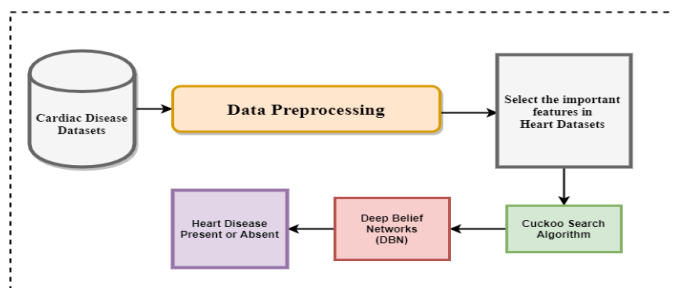 Cardiac Disease
Datasets
Data Preprocessing
Select the important
features in
Heart Datasets
Cuckoo Search
Algorithm
Deep Belief
Networks
(DBN)
Heart Disease
Present or Absent